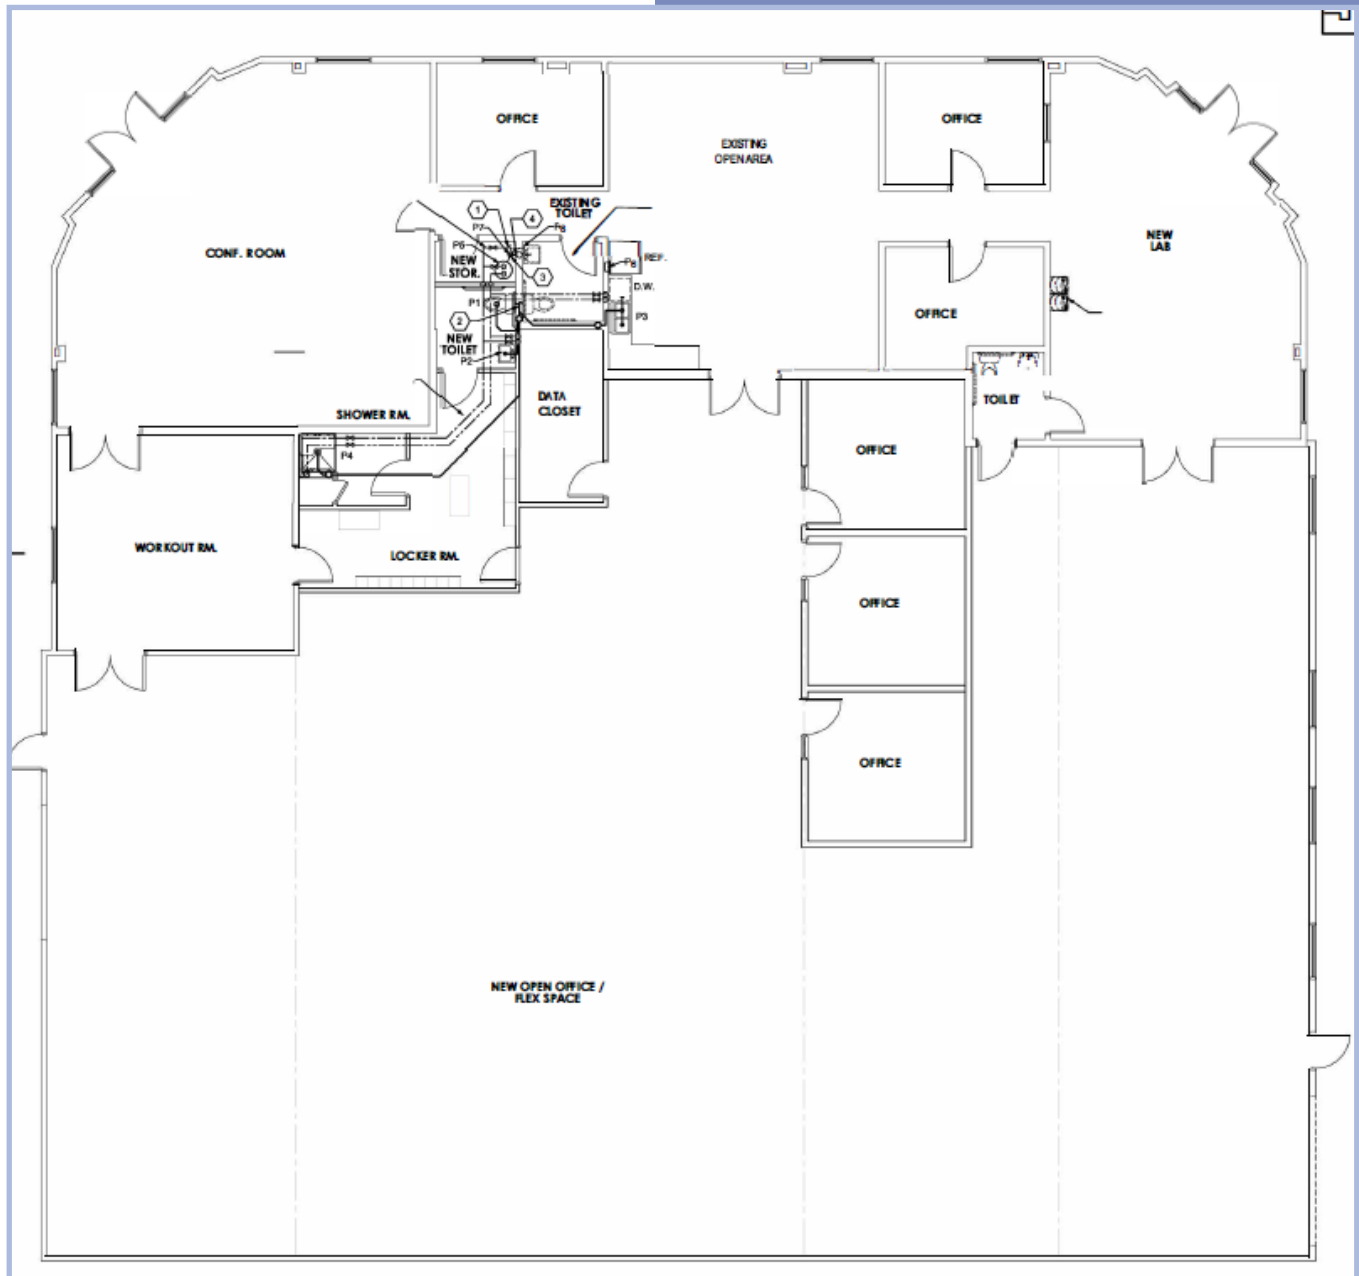 OFFICE
EXISTING
OPEN AREA
OFFICE
CONF. ROOM
1
P7
4
EXISTING
TOILET
P8
P6
NEW
STOR.
3
P8
REF.
D.W.
NEW
LAB
P1
2
P3
OFFICE
NEW
TOILET
P2
DATA
CLOSET
TOILET
SHOWER RM.
P4
OFFICE
WORKOUT RM.
LOCKER RM.
OFFICE
OFFICE
NEW OPEN OFFICE /
FLEX SPACE